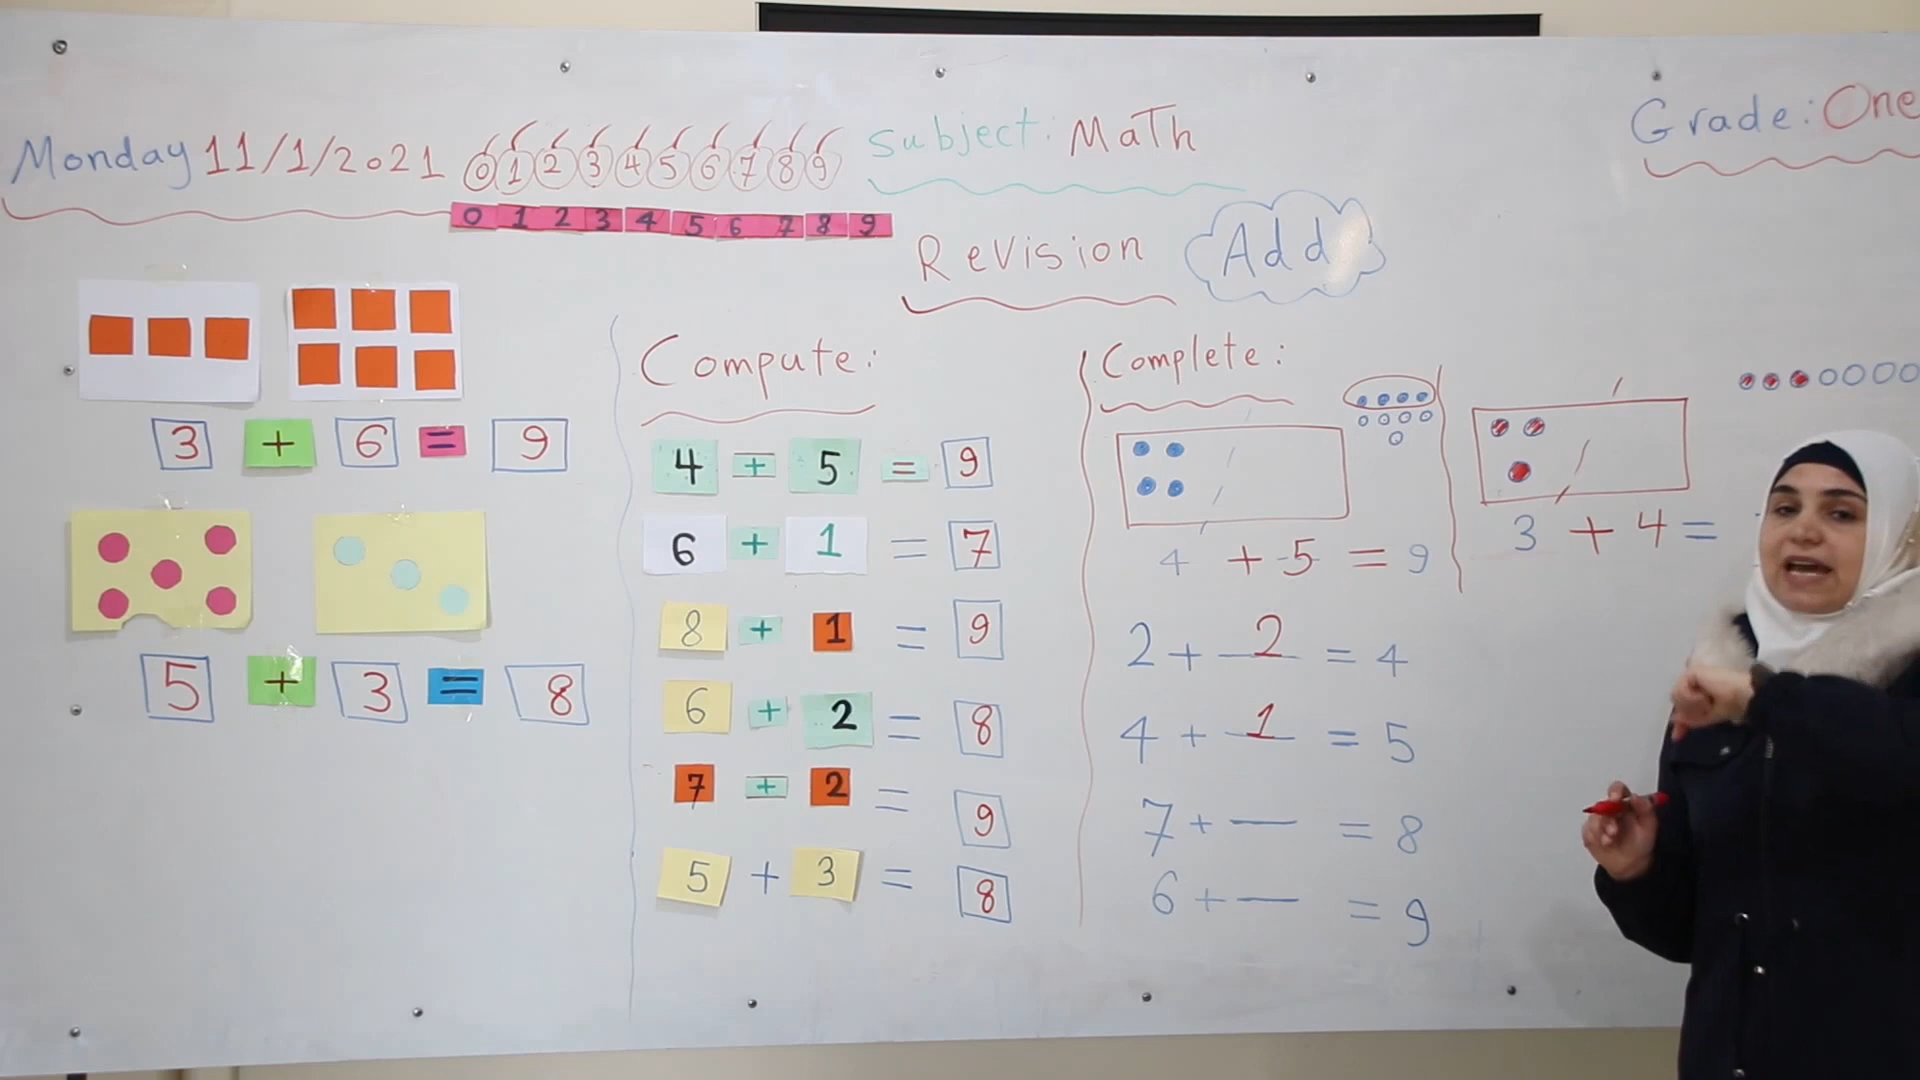 Monday 11/1/2021
0 1 2 3 4 5 6 7 8 9
0 1 2 3 4 5 6 7 8 9
Subject: Math
Grade: One
Revision Add
3 + 6 = 9
5 + 3 = 8
Compute:
4 + 5 = 9
6 + 1 = 7
8 + 1 = 9
6 + 2 = 8
7 + 2 = 9
5 + 3 = 8
Complete:
4 + 5 = 9
3 + 4 =
2 + 2 = 4
4 + 1 = 5
7 + __ = 8
6 + __ = 9